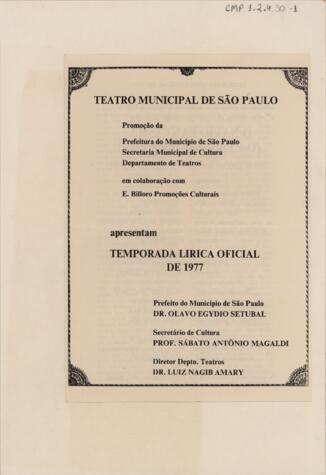 CMP 1.2.4.30-1
TEATRO MUNICIPAL DE SÃO PAULO
Promoção da
Prefeitura do Município de São Paulo
Secretaria Municipal de Cultura
Departamento de Teatros
em colaboração com
E. Billoro Promoções Culturais
apresentam
TEMPORADA LIRICA OFICIAL
DE 1977
Prefeito do Município de São Paulo
DR. OLAVO EGYDIO SETUBAL
Secretário de Cultura
PROF. SÁBATO ANTÔNIO MAGALDI
Diretor Depto. Teatros
DR. LUIZ NAGIB AMARY